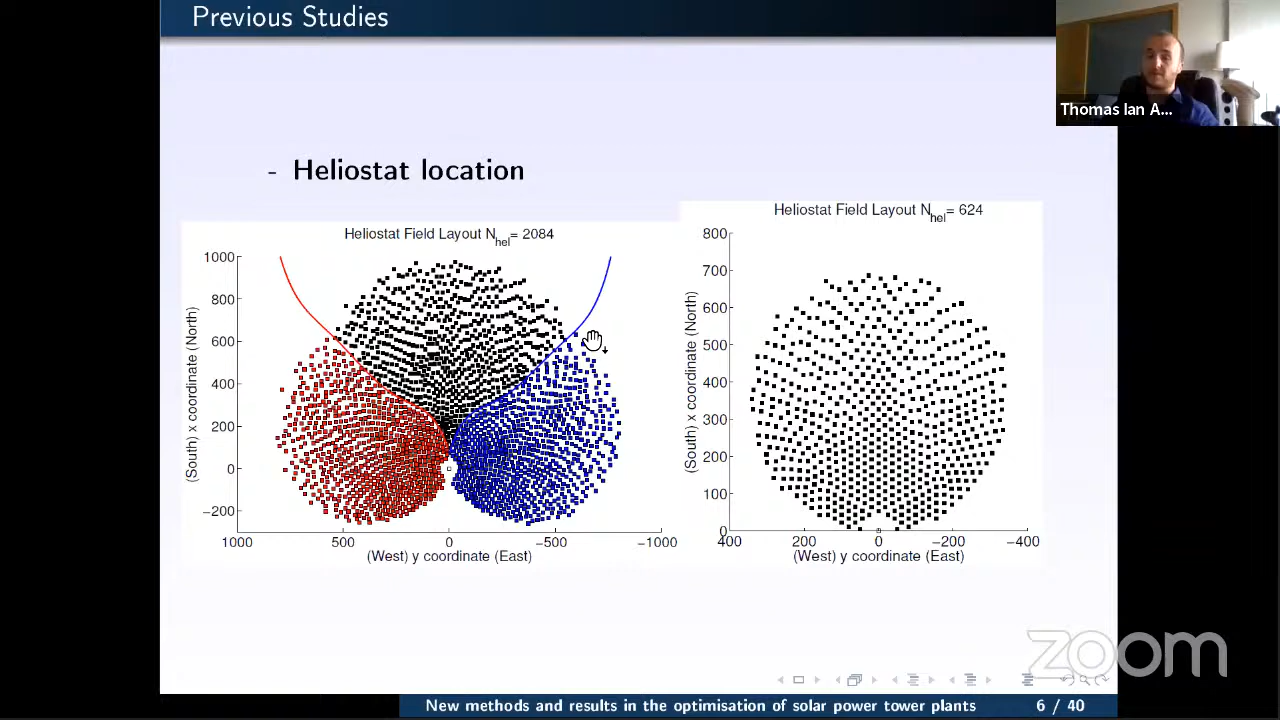 Previous Studies
Thomas Ian A...
- Heliostat location
Heliostat Field Layout N_hel= 2084
1000
800
600
400
200
0
−200
(South) x coordinate (North)
1000 500 0 −500 −1000
(West) y coordinate (East)
Heliostat Field Layout N_hel= 624
800
700
600
500
400
300
200
100
0
(South) x coordinate (North)
400 200 0 −200 −400
(West) y coordinate (East)
zoom
New methods and results in the optimisation of solar power tower plants 6 / 40